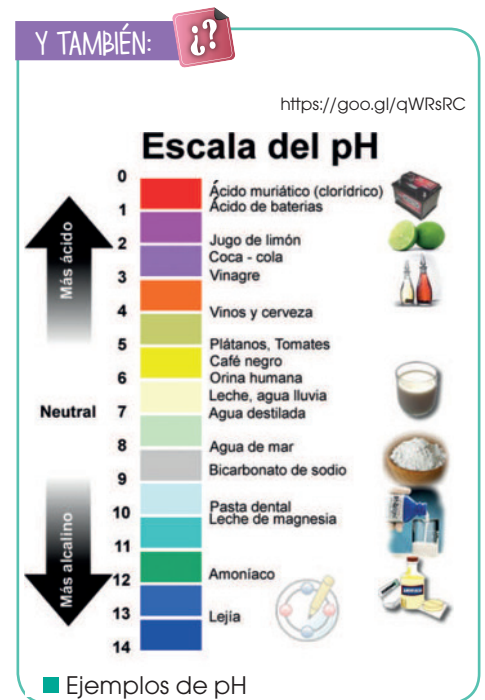 Y TAMBIÉN:
¿?
https://goo.gl/qWRsRC
Escala del pH
0
Ácido muriático (clorídrico)
1
Ácido de baterias
2
Jugo de limón
Coca - cola
3
Vinagre
Más ácido
4
Vinos y cerveza
5
Plátanos, Tomates
Café negro
6
Orina humana
Leche, agua lluvia
Neutral
7
Agua destilada
8
Agua de mar
9
Bicarbonato de sodio
10
Pasta dental
Leche de magnesia
11
Más alcalino
12
Amoníaco
13
Lejía
14
Ejemplos de pH